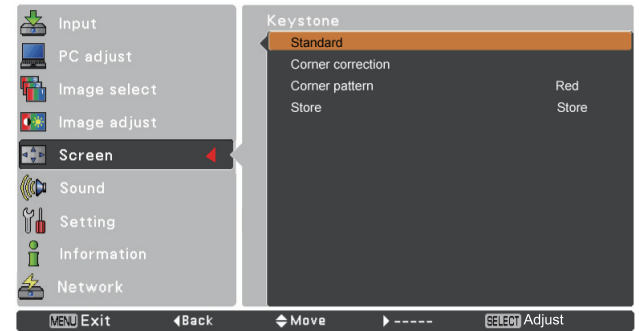 Input
PC adjust
Image select
Image adjust
Screen
Sound
Setting
Information
Network
Keystone
Standard
Corner correction
Corner pattern Red
Store Store
MENU Exit Back Move ----- SELECT Adjust